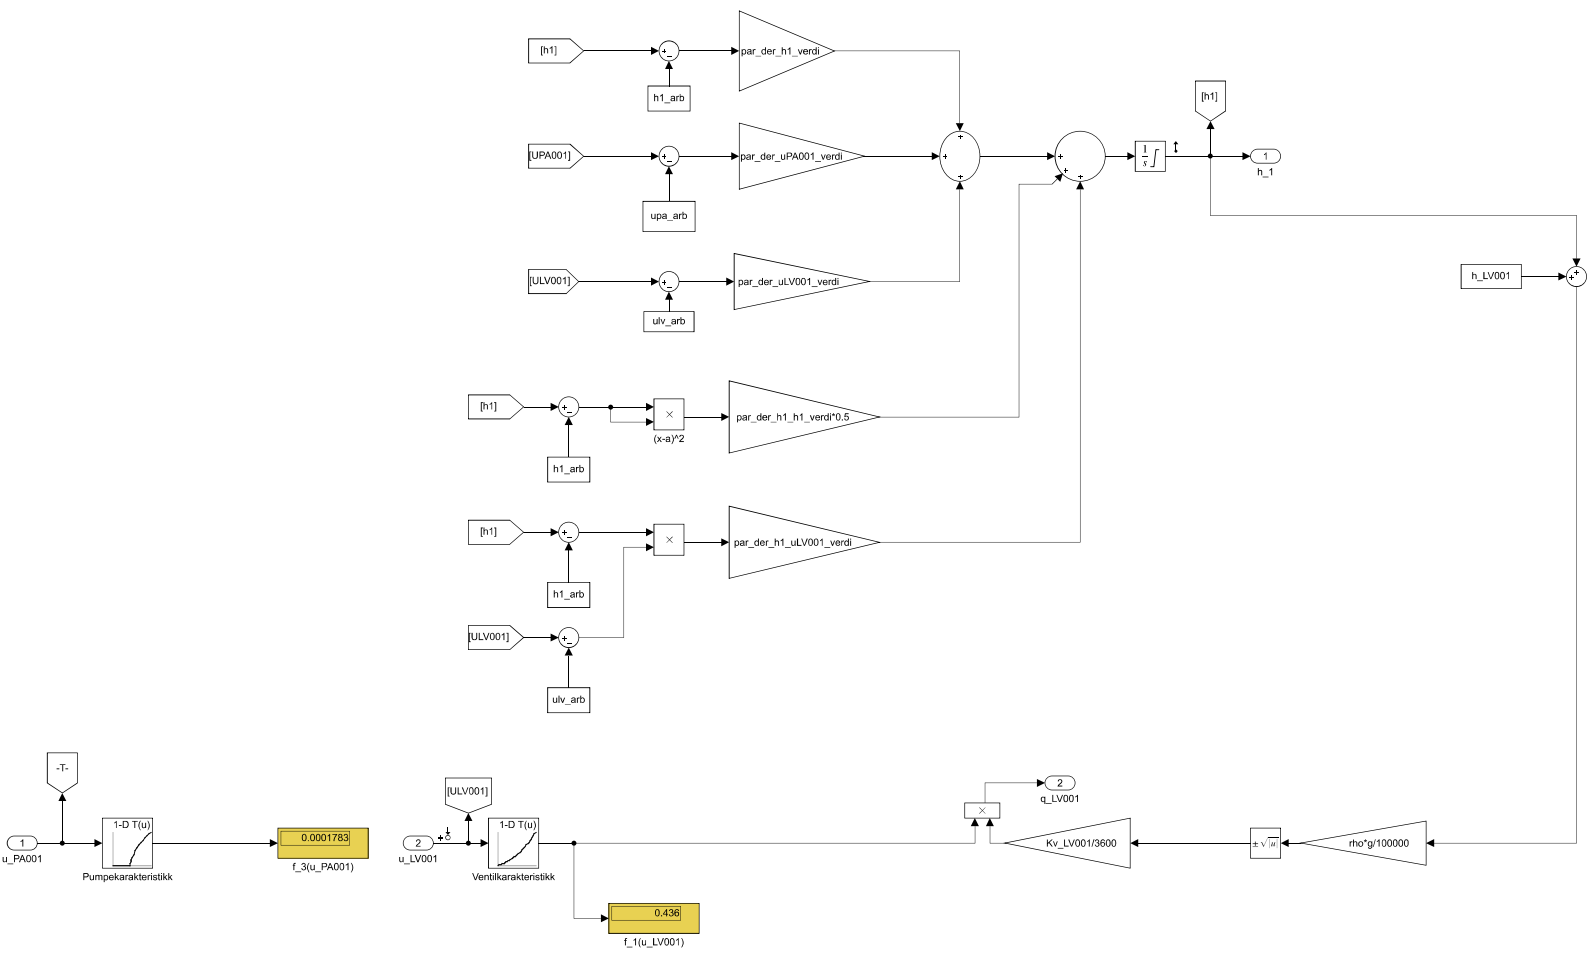 [h1]
h1_arb
par_der_h1_verdi
[UPA001]
upa_arb
par_der_uPA001_verdi
[ULV001]
ulv_arb
par_der_uLV001_verdi
1
s
[h1]
1
h_1
h_LV001
[h1]
h1_arb
×
(x-a)^2
par_der_h1_h1_verdi*0.5
[h1]
h1_arb
×
par_der_h1_uLV001_verdi
[ULV001]
ulv_arb
-T-
1
u_PA001
1-D T(u)
Pumpekarakteristikk
0.0001783
f_3(u_PA001)
[ULV001]
2
u_LV001
1-D T(u)
Ventilkarakteristikk
0.436
f_1(u_LV001)
×
2
q_LV001
Kv_LV001/3600
±√|u|
rho*g/100000